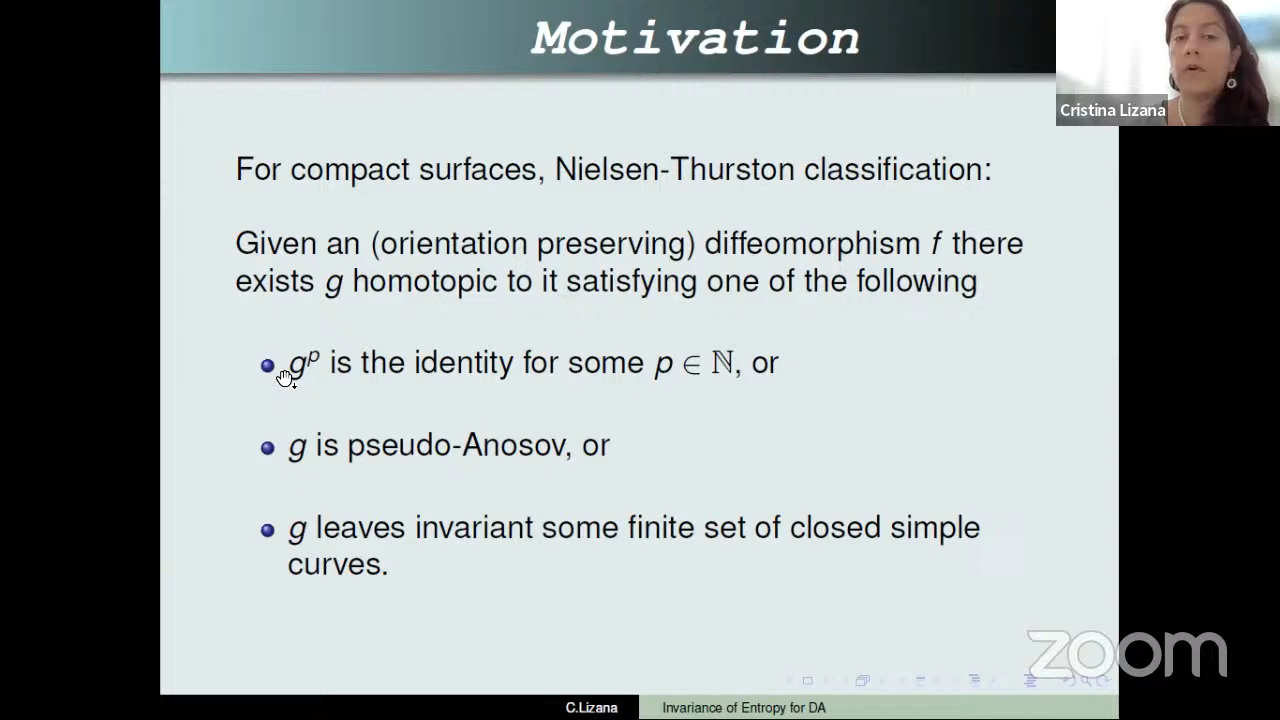 Motivation
Cristina Lizana
For compact surfaces, Nielsen-Thurston classification:
Given an (orientation preserving) diffeomorphism f there
exists g homotopic to it satisfying one of the following
g^p is the identity for some p ∈ ℕ, or
g is pseudo-Anosov, or
g leaves invariant some finite set of closed simple
curves.
zoom
C.Lizana
Invariance of Entropy for DA